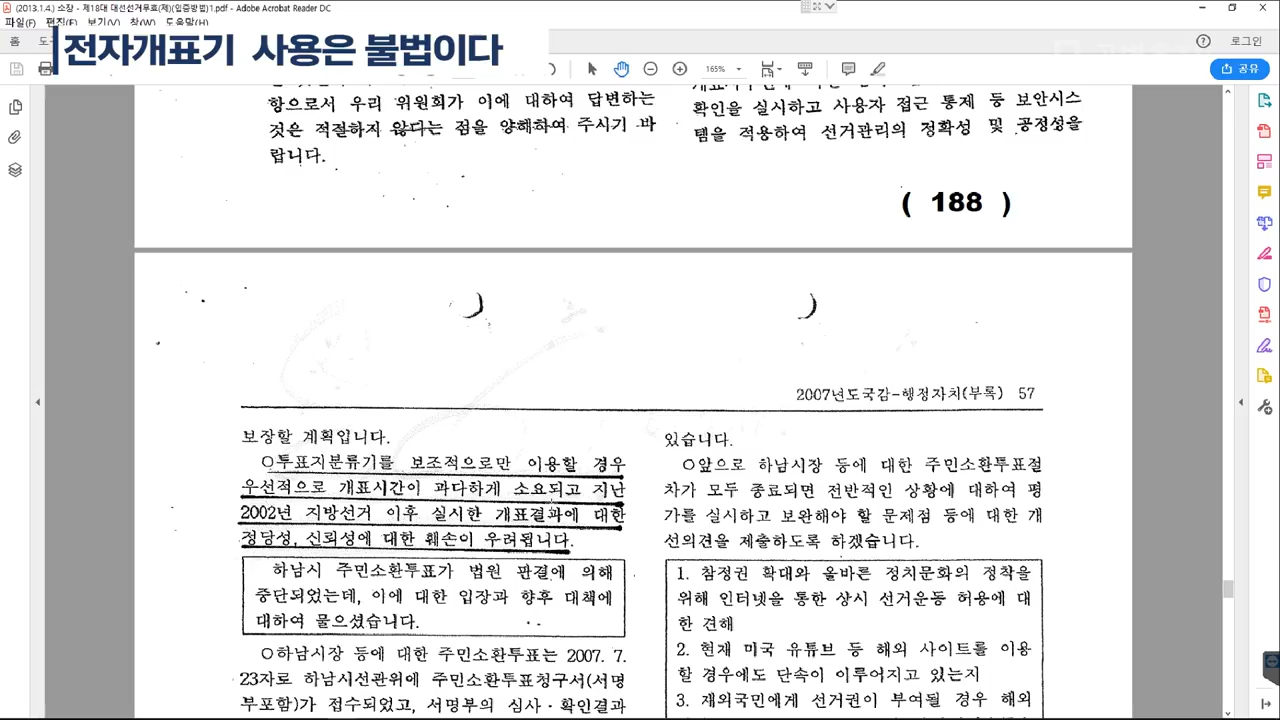 (2013.1.4.) 소장 - 제18대 대선선거무효(제)(입증방법)1.pdf - Adobe Acrobat Reader DC
파일(F) 편집(E) 보기(V) 창(W) 도움말(H)
홈
로그인
전자개표기 사용은 불법이다
165%
공유
항으로서 우리 위원회가 이에 대하여 답변하는
것은 적절하지 않다는 점을 양해하여 주시기 바
랍니다.
확인을 실시하고 사용자 접근 통제 등 보안시스
템을 적용하여 선거관리의 정확성 및 공정성을
( 188 )
2007년도국감-행정자치(부록) 57
보장할 계획입니다.
○투표지분류기를 보조적으로만 이용할 경우
우선적으로 개표시간이 과다하게 소요되고 지난
2002년 지방선거 이후 실시한 개표결과에 대한
정당성, 신뢰성에 대한 훼손이 우려됩니다.
하남시 주민소환투표가 법원 판결에 의해
중단되었는데, 이에 대한 입장과 향후 대책에
대하여 물으셨습니다.
○하남시장 등에 대한 주민소환투표는 2007. 7.
23자로 하남시선관위에 주민소환투표청구서(서명
부포함)가 접수되었고, 서명부의 심사·확인결과
있습니다.
○앞으로 하남시장 등에 대한 주민소환투표절
차가 모두 종료되면 전반적인 상황에 대하여 평
가를 실시하고 보완해야 할 문제점 등에 대한 개
선의견을 제출하도록 하겠습니다.
1. 참정권 확대와 올바른 정치문화의 정착을
위해 인터넷을 통한 상시 선거운동 허용에 대
한 견해
2. 현재 미국 유튜브 등 해외 사이트를 이용
할 경우에도 단속이 이루어지고 있는지
3. 재외국민에게 선거권이 부여될 경우 해외